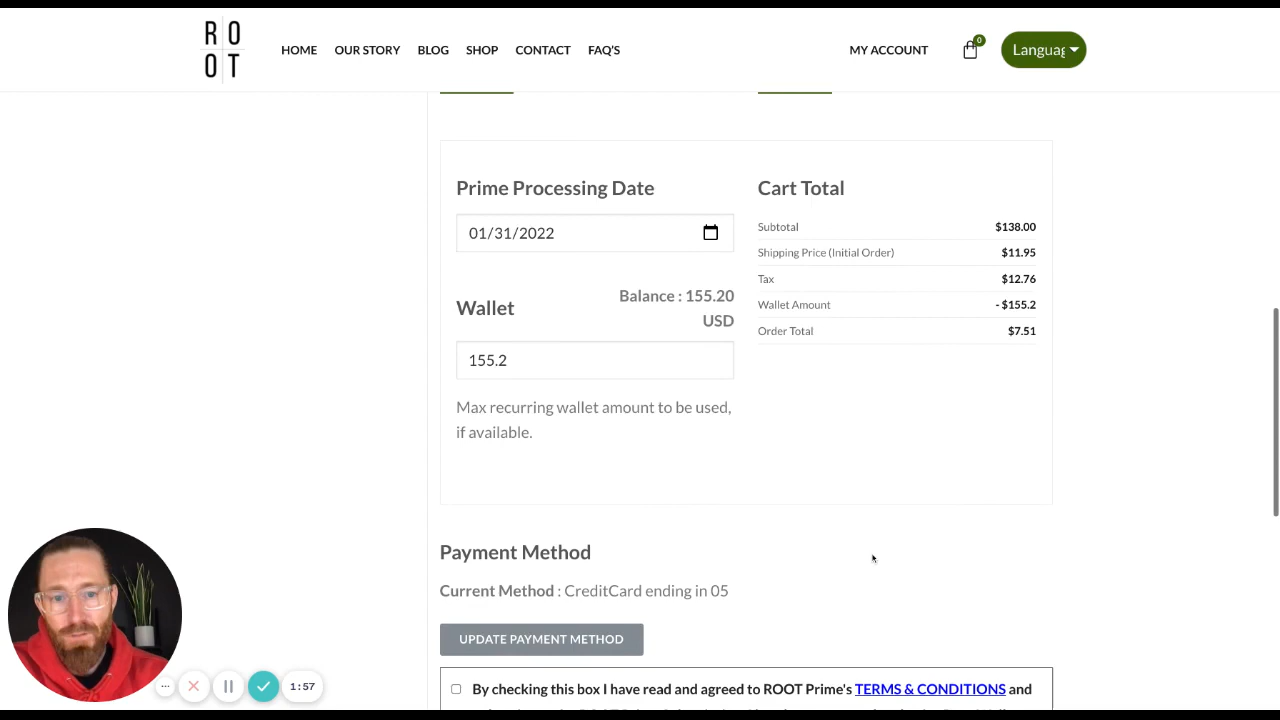 R O
O T
HOME OUR STORY BLOG SHOP CONTACT FAQ'S MY ACCOUNT 0 Languag
Prime Processing Date
01/31/2022
Wallet
Balance : 155.20
USD
155.2
Max recurring wallet amount to be used,
if available.
Cart Total
Subtotal $138.00
Shipping Price (Initial Order) $11.95
Tax $12.76
Wallet Amount - $155.2
Order Total $7.51
Payment Method
Current Method : CreditCard ending in 05
UPDATE PAYMENT METHOD
By checking this box I have read and agreed to ROOT Prime's TERMS & CONDITIONS and
1:57